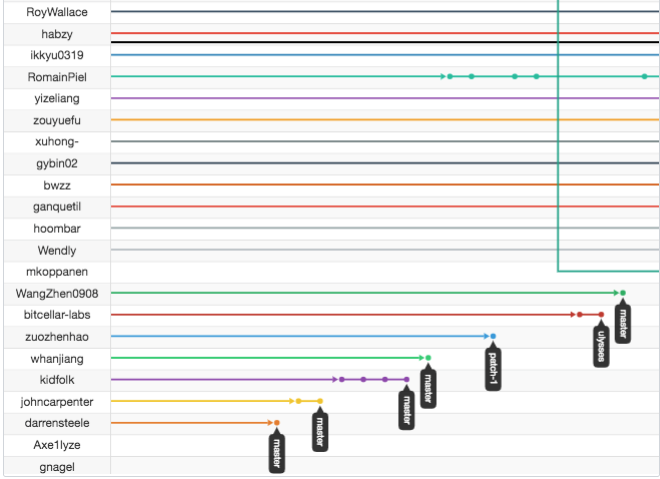 RoyWallace
habzy
ikkyu0319
RomainPiel
yizeliang
zouyuefu
xuhong-
gybin02
bwzz
ganquetil
hoombar
Wendly
mkoppanen
WangZhen0908
master
bitcellar-labs
ulysses
zuozhenhao
patch-1
whanjiang
master
kidfolk
master
johncarpenter
master
darrensteele
master
Axe1lyze
gnagel